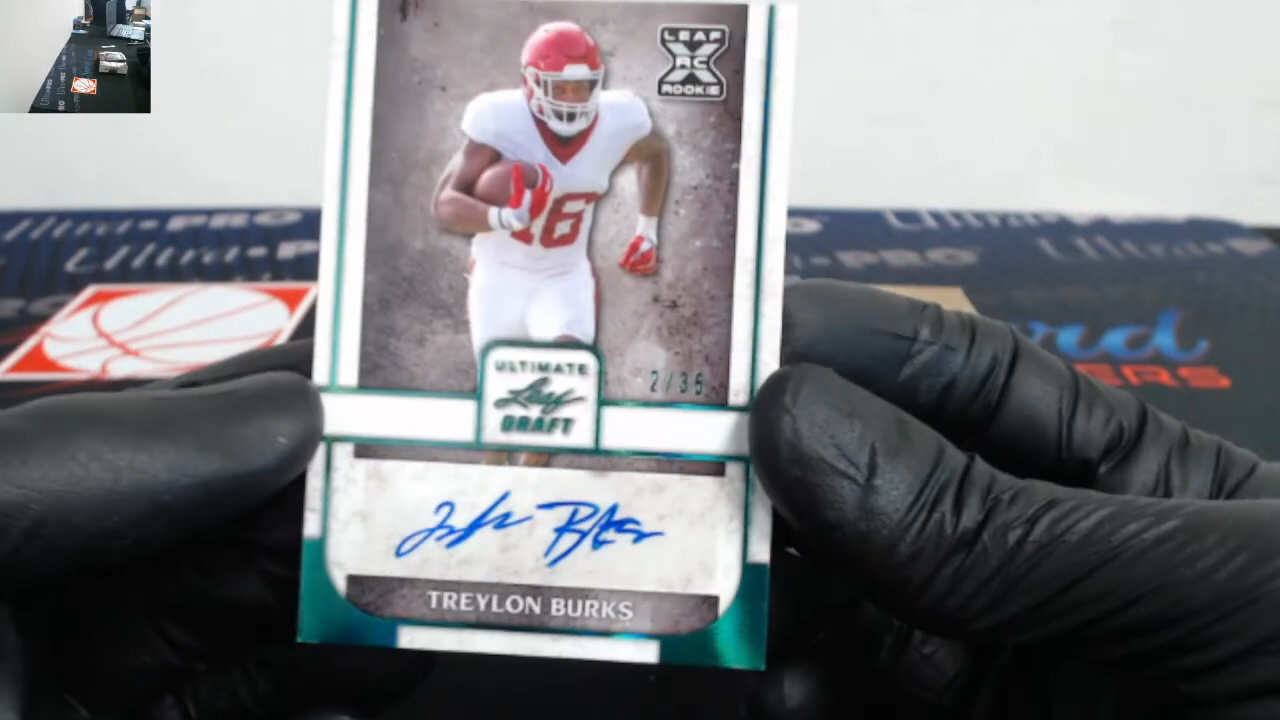 LEAF
RC
ROOKIE
16
ULTIMATE
Leaf
DRAFT
2/35
TREYLON BURKS
Ultra•PRO
Ultra•P
Ultra•PRO
Ultra•P
PRO
ERS